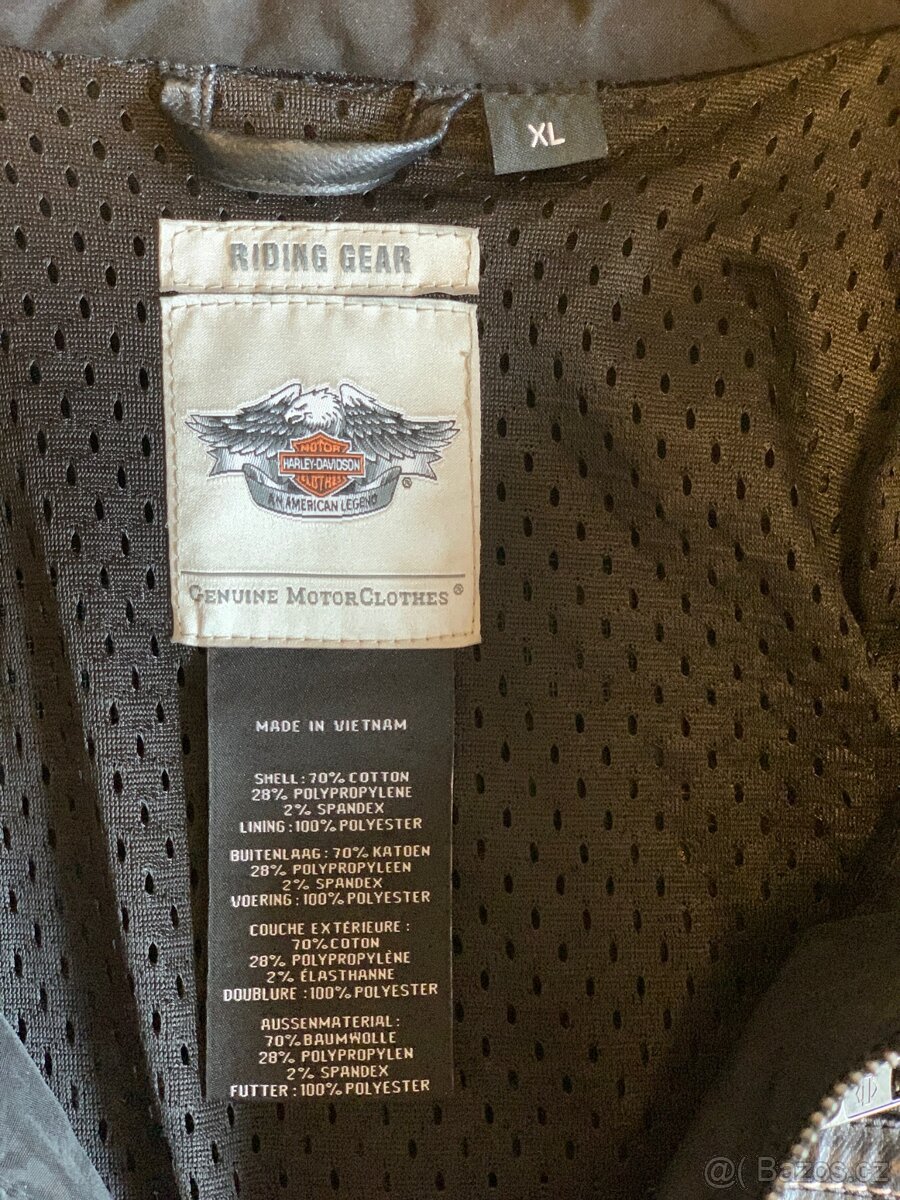 XL
RIDING GEAR
MOTOR
HARLEY-DAVIDSON
AN AMERICAN LEGEND
®
GENUINE MOTORCLOTHES®
MADE IN VIETNAM
SHELL: 70% COTTON
28% POLYPROPYLENE
2% SPANDEX
LINING: 100% POLYESTER
BUITENLAAG: 70% KATOEN
28% POLYPROPYLEEN
2% SPANDEX
VOERING: 100% POLYESTER
COUCHE EXTÉRIEURE:
70% COTON
28% POLYPROPYLÈNE
2% ÉLASTHANNE
DOUBLURE: 100% POLYESTER
AUSSENMATERIAL:
70% BAUMWOLLE
28% POLYPROPYLEN
2% SPANDEX
FUTTER: 100% POLYESTER
@( Bazos.cz